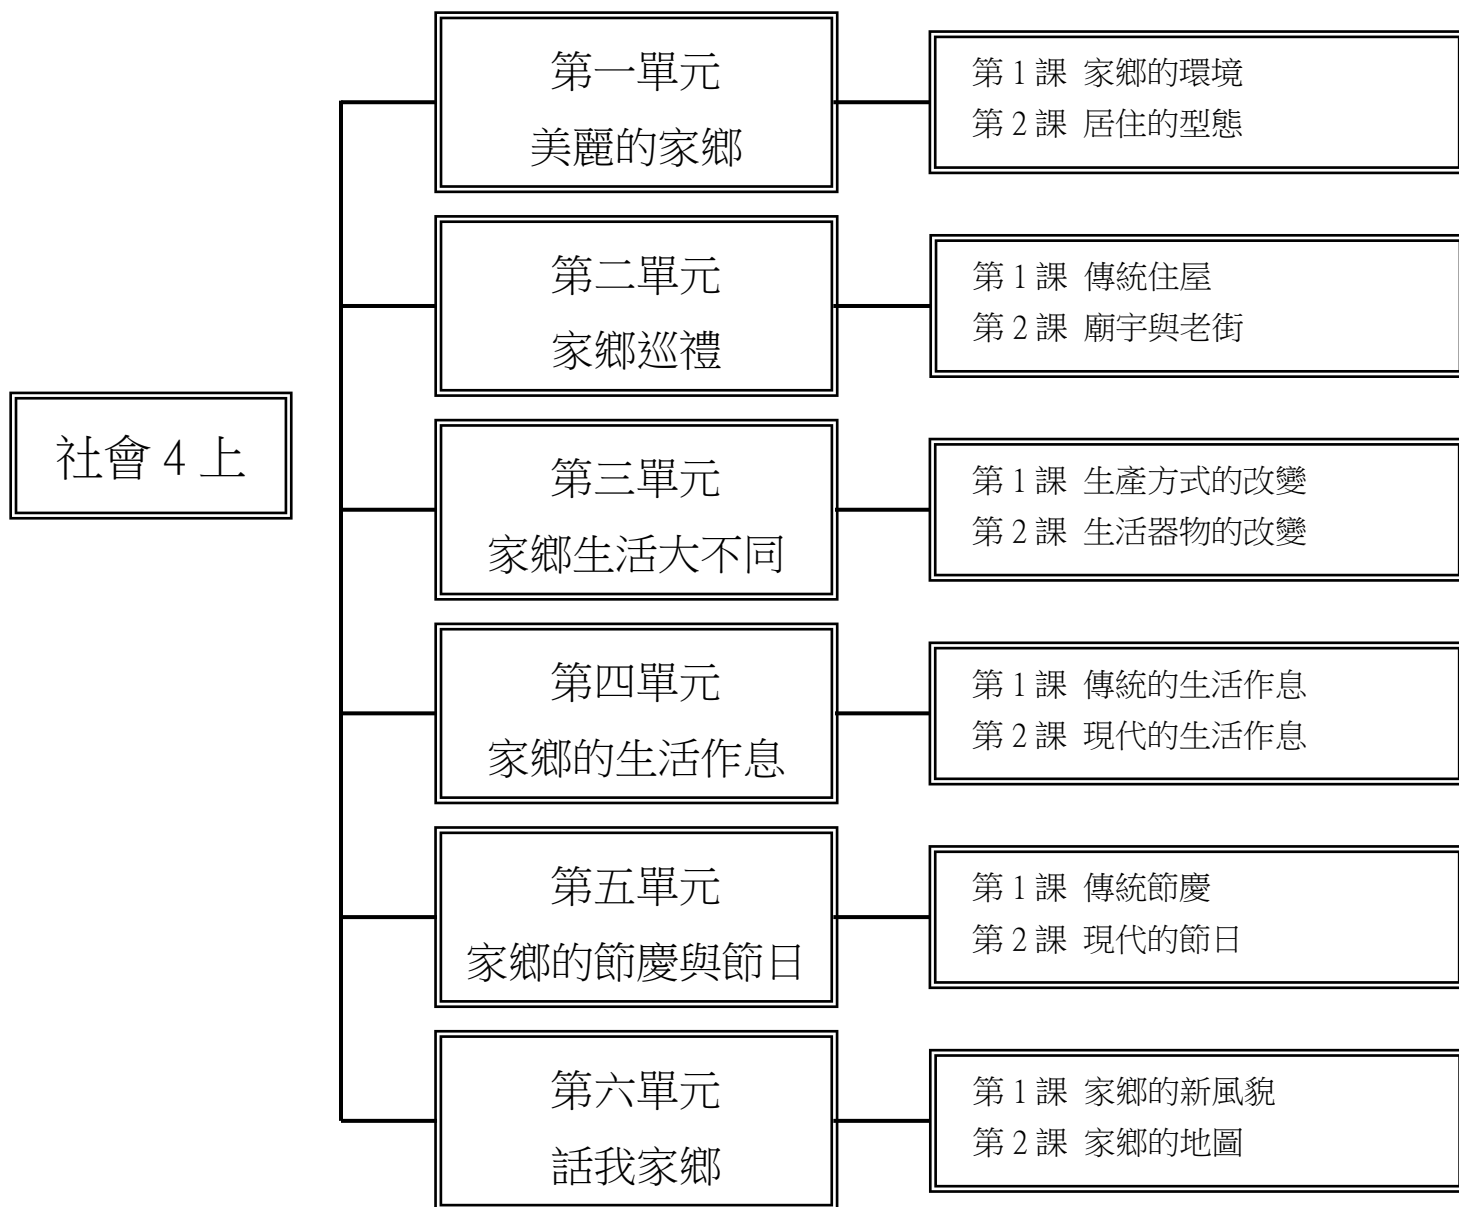 社會 4 上
第一單元
美麗的家鄉
第 1 課 家鄉的環境
第 2 課 居住的型態
第二單元
家鄉巡禮
第 1 課 傳統住屋
第 2 課 廟宇與老街
第三單元
家鄉生活大不同
第 1 課 生產方式的改變
第 2 課 生活器物的改變
第四單元
家鄉的生活作息
第 1 課 傳統的生活作息
第 2 課 現代的生活作息
第五單元
家鄉的節慶與節日
第 1 課 傳統節慶
第 2 課 現代的節日
第六單元
話我家鄉
第 1 課 家鄉的新風貌
第 2 課 家鄉的地圖